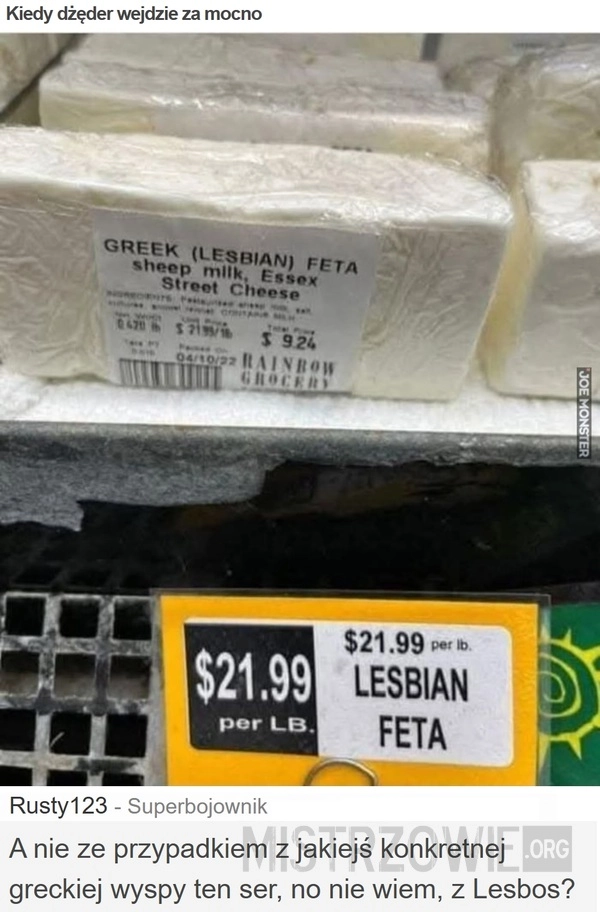 Kiedy dżęder wejdzie za mocno
GREEK (LESBIAN) FETA
sheep milk, Essex
Street Cheese
$ 9.24
04/10/22 RAINBOW
GROCERY
JOE MONSTER
$21.99 per lb.
$21.99 LESBIAN
per LB. FETA
Rusty123 - Superbojownik
MISTRZOWIE.ORG
A nie ze przypadkiem z jakiejś konkretnej
greckiej wyspy ten ser, no nie wiem, z Lesbos?